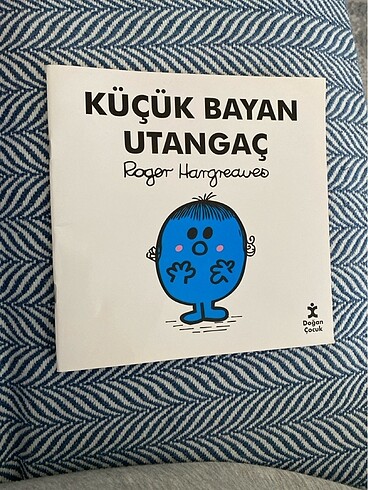 KÜÇÜK BAYAN
UTANGAÇ
Roger Hargreaves
Doğan
Çocuk